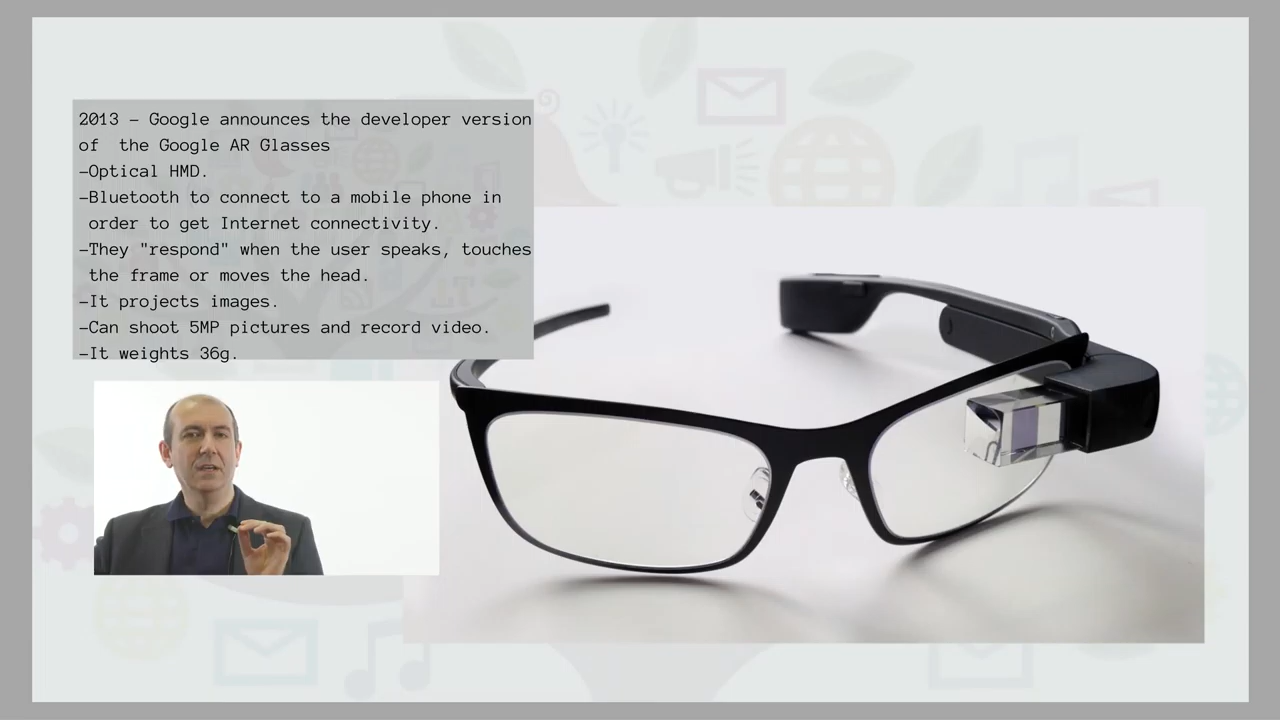 2013 - Google announces the developer version
of  the Google AR Glasses
-Optical HMD.
-Bluetooth to connect to a mobile phone in
order to get Internet connectivity.
-They "respond" when the user speaks, touches
the frame or moves the head.
-It projects images.
-Can shoot 5MP pictures and record video.
-It weights 36g.